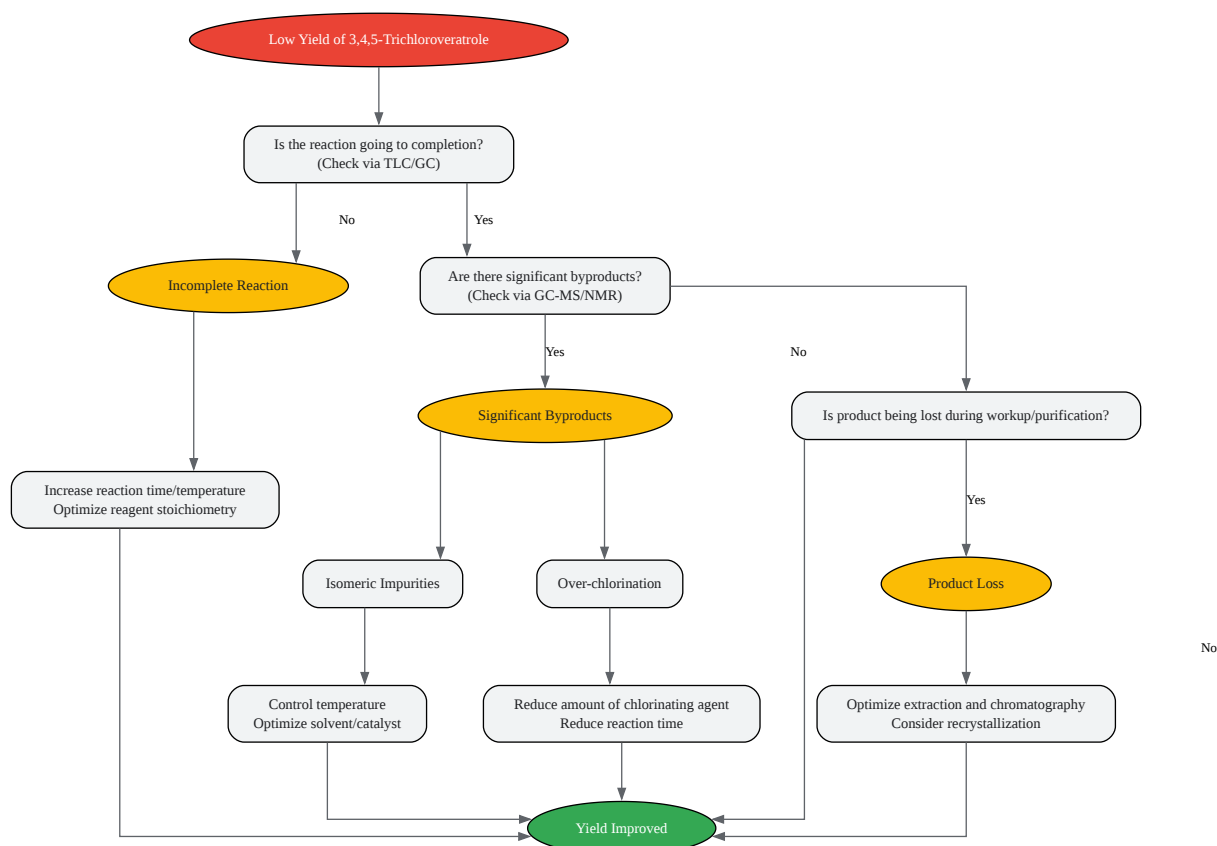 Low Yield of 3,4,5-Trichloroveratrole
Is the reaction going to completion?
(Check via TLC/GC)
No
Yes
Incomplete Reaction
Are there significant byproducts?
(Check via GC-MS/NMR)
Yes
No
Significant Byproducts
Is product being lost during workup/purification?
Increase reaction time/temperature
Optimize reagent stoichiometry
Yes
Isomeric Impurities
Over-chlorination
Product Loss
No
Control temperature
Optimize solvent/catalyst
Reduce amount of chlorinating agent
Reduce reaction time
Optimize extraction and chromatography
Consider recrystallization
Yield Improved